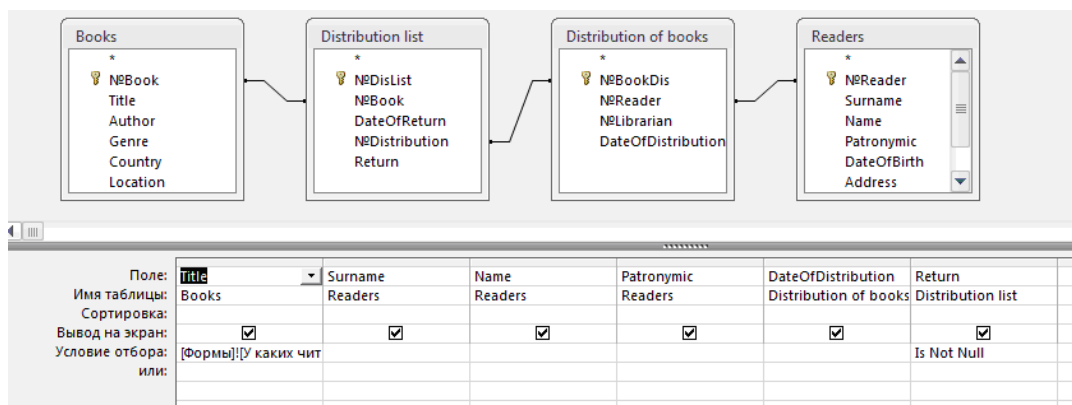 Books
*
№Book
Title
Author
Genre
Country
Location
Distribution list
*
№DisList
№Book
DateOfReturn
№Distribution
Return
Distribution of books
*
№BookDis
№Reader
№Librarian
DateOfDistribution
Readers
*
№Reader
Surname
Name
Patronymic
DateOfBirth
Address
Поле: Title Surname Name Patronymic DateOfDistribution Return
Имя таблицы: Books Readers Readers Readers Distribution of books Distribution list
Сортировка:
Вывод на экран:
Условие отбора: [Формы]![У каких чит Is Not Null
или: